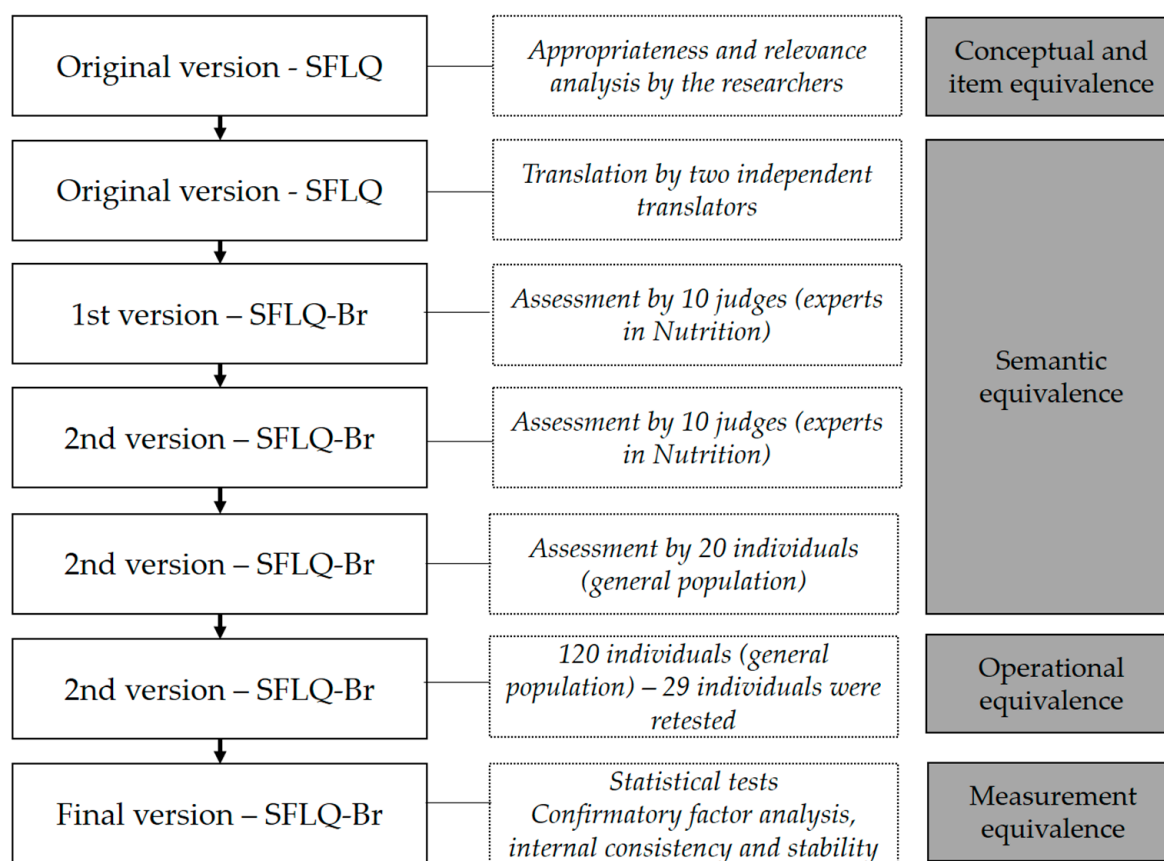 Original version - SFLQ
Appropriateness and relevance
analysis by the researchers
Conceptual and
item equivalence
Original version - SFLQ
Translation by two independent
translators
Semantic
equivalence
1st version – SFLQ-Br
Assessment by 10 judges (experts
in Nutrition)
2nd version – SFLQ-Br
Assessment by 10 judges (experts
in Nutrition)
2nd version – SFLQ-Br
Assessment by 20 individuals
(general population)
2nd version – SFLQ-Br
120 individuals (general
population) – 29 individuals were
retested
Operational
equivalence
Final version – SFLQ-Br
Statistical tests
Confirmatory factor analysis,
internal consistency and stability
Measurement
equivalence